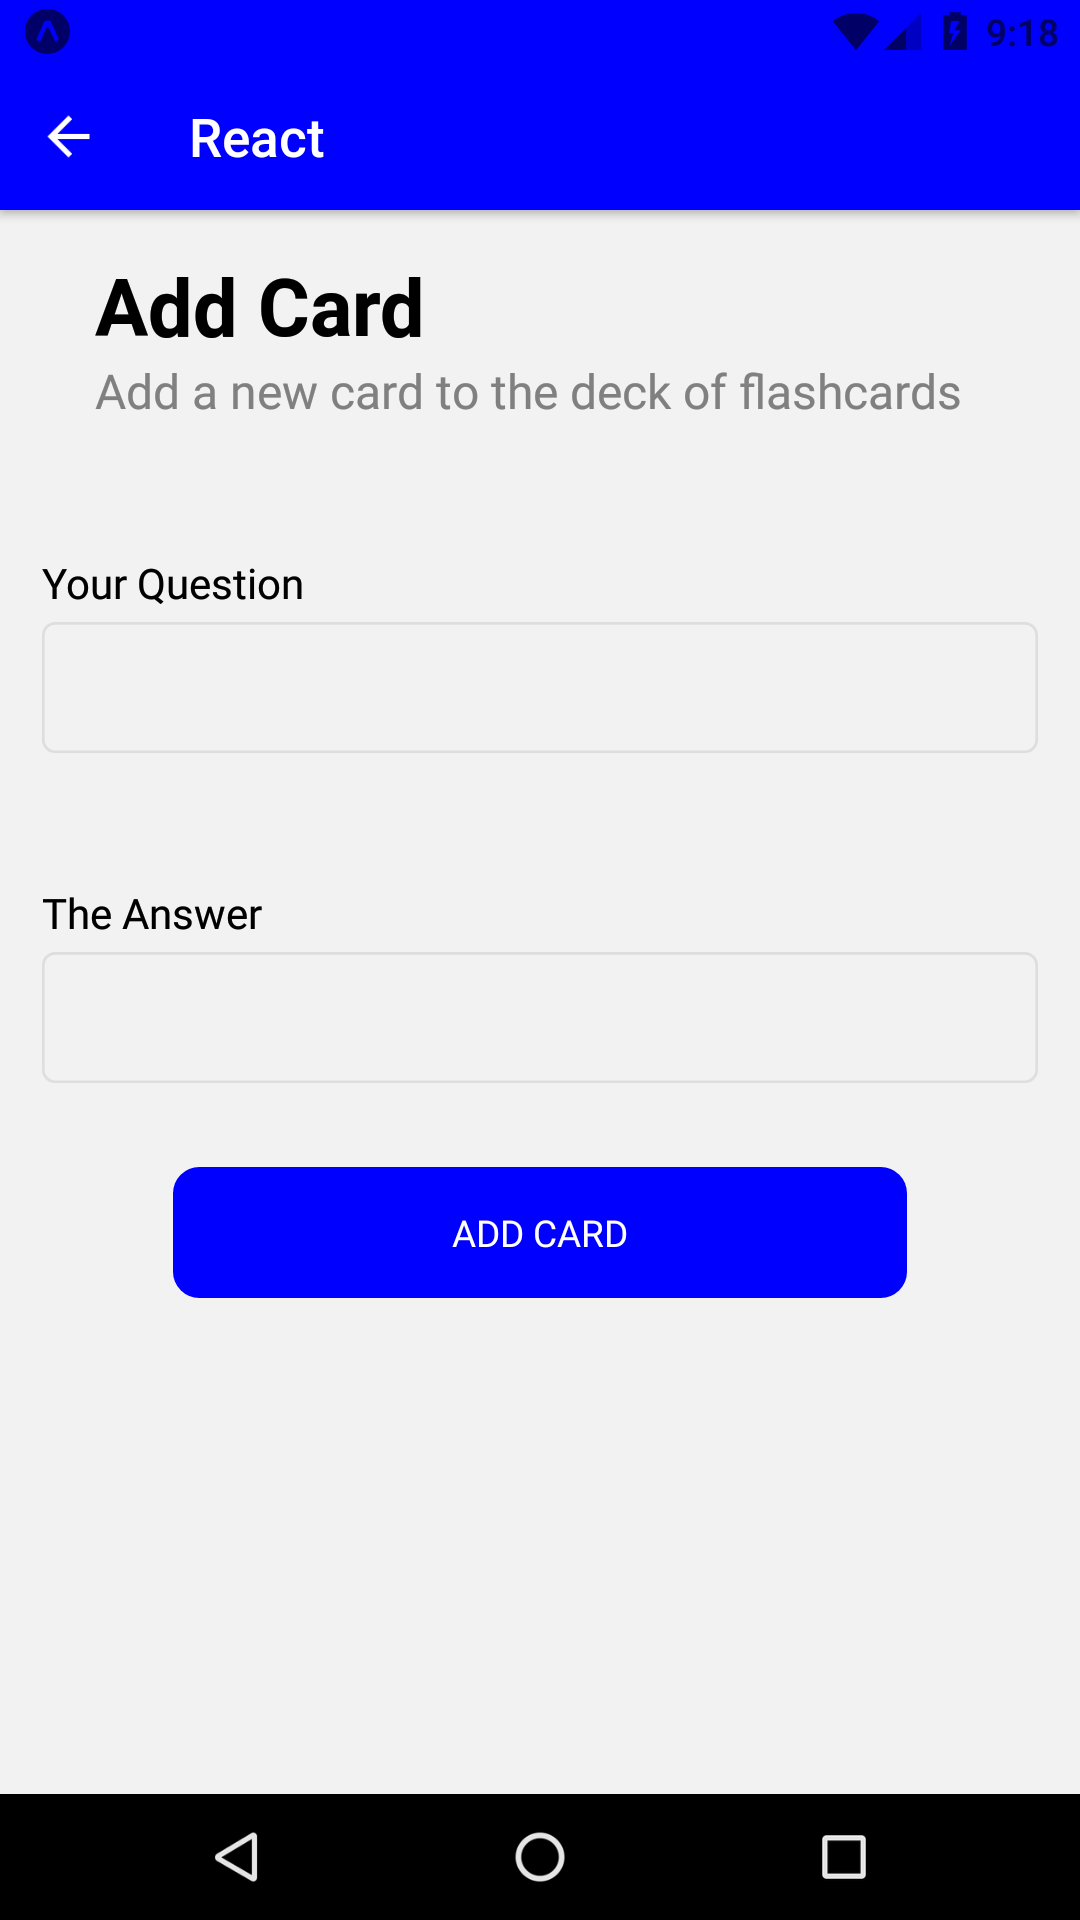 9:18
React
Add Card
Add a new card to the deck of flashcards
Your Question
The Answer
ADD CARD